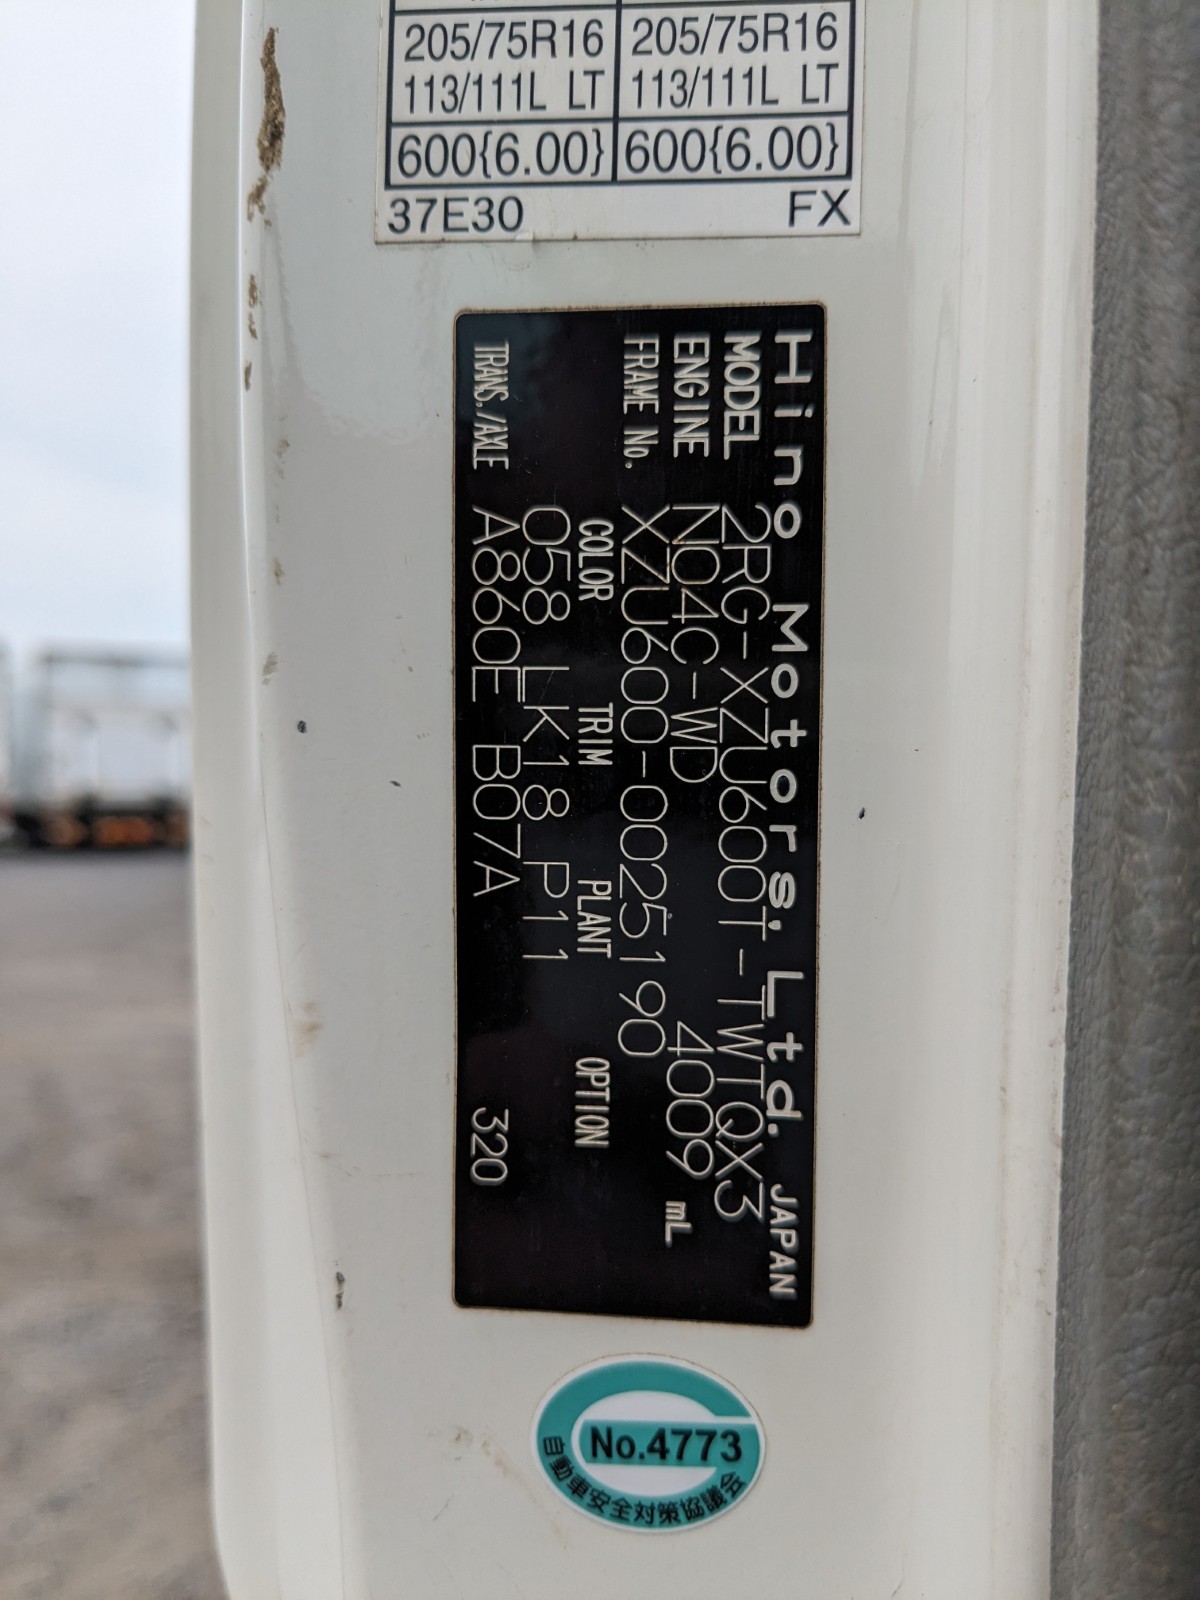 205/75R16 205/75R16
113/111L LT 113/111L LT
600{6.00} 600{6.00}
37E30 FX
Hino Motors, Ltd. JAPAN
MODEL 2RG-XZU600T-TWTQX3
ENGINE N04C-WD 4009 mL
FRAME No. XZU600-0025190
COLOR TRIM PLANT OPTION
058 LK18 P11
TRANS./AXLE A860E B07A 320
No.4773
自動車安全対策協議会